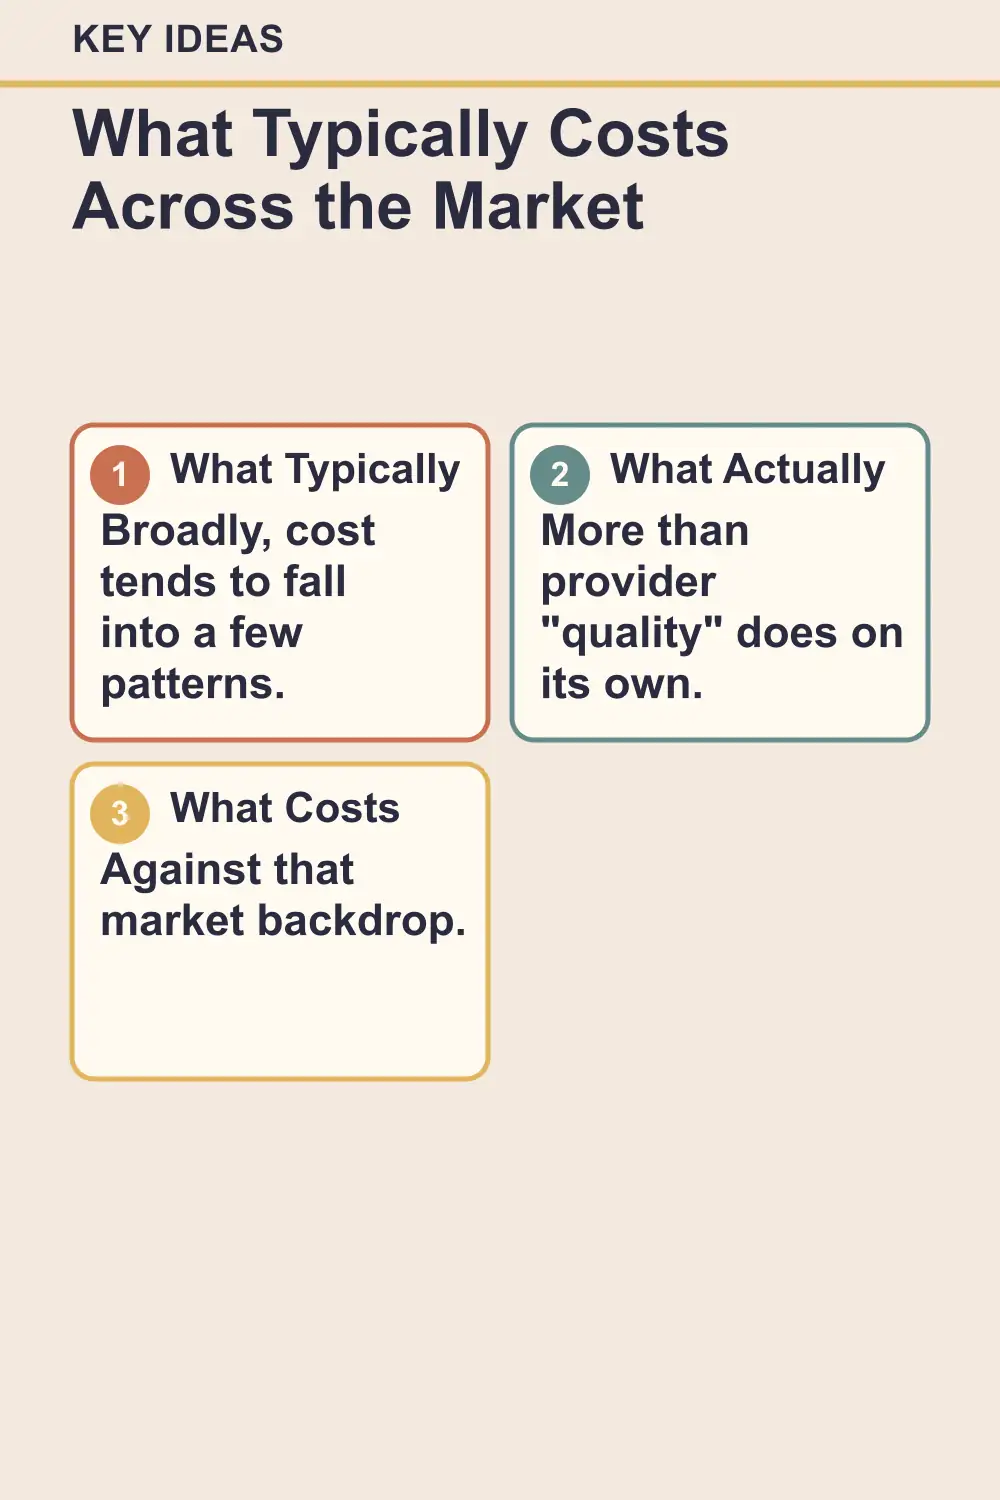 KEY IDEAS
What Typically Costs
Across the Market
1 What Typically
Broadly, cost
tends to fall
into a few
patterns.
2 What Actually
More than
provider
"quality" does on
its own.
3 What Costs
Against that
market backdrop.